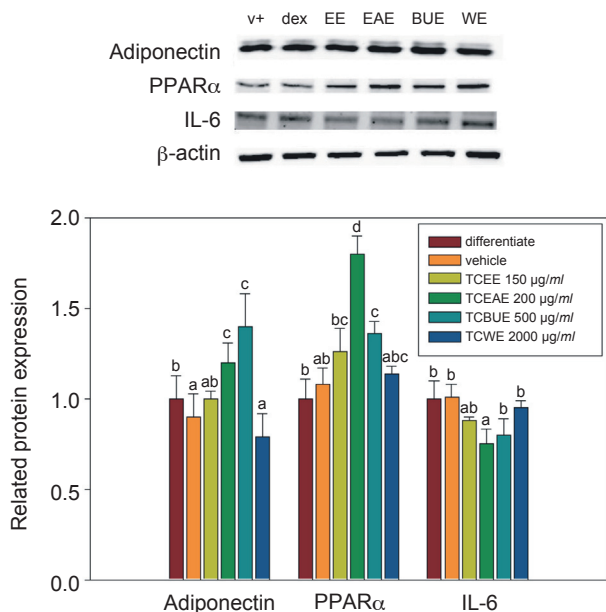 v+ dex EE EAE BUE WE
Adiponectin
PPARα
IL-6
β-actin
2.0
1.5
1.0
0.5
0.0
Related protein expression
differentiate
vehicle
TCEE 150 µg/ml
TCEAE 200 µg/ml
TCBUE 500 µg/ml
TCWE 2000 µg/ml
b a ab c c a
b ab bc d c abc
b b ab a b b
Adiponectin PPARα IL-6